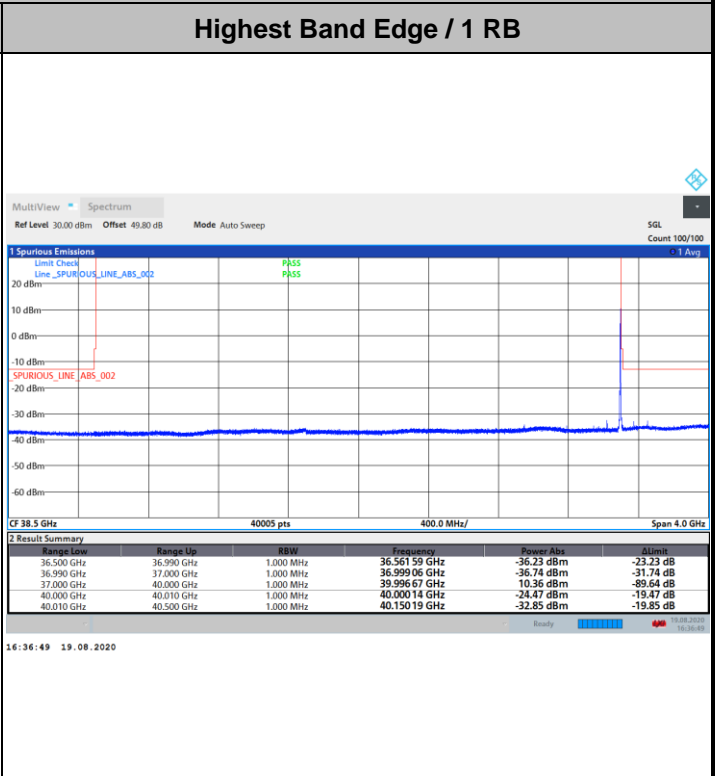 Highest Band Edge / 1 RB
MultiView Spectrum
Ref Level 30.00 dBm Offset 49.80 dB Mode Auto Sweep SGL
Count 100/100
1 Spurious Emissions 1 Avg
Limit Check PASS
Line _SPURIOUS_LINE_ABS_002 PASS
20 dBm
10 dBm
0 dBm
-10 dBm
_SPURIOUS_LINE_ABS_002
-20 dBm
-30 dBm
-40 dBm
-50 dBm
-60 dBm
CF 38.5 GHz 40005 pts 400.0 MHz/ Span 4.0 GHz
2 Result Summary
Range Low Range Up RBW Frequency Power Abs ΔLimit
36.500 GHz 36.990 GHz 1.000 MHz 36.561 59 GHz -36.23 dBm -23.23 dB
36.990 GHz 37.000 GHz 1.000 MHz 36.999 06 GHz -36.74 dBm -31.74 dB
37.000 GHz 40.000 GHz 1.000 MHz 39.996 67 GHz 10.36 dBm -89.64 dB
40.000 GHz 40.010 GHz 1.000 MHz 40.000 14 GHz -24.47 dBm -19.47 dB
40.010 GHz 40.500 GHz 1.000 MHz 40.150 19 GHz -32.85 dBm -19.85 dB
Ready 19.08.2020
16:36:49
16:36:49 19.08.2020